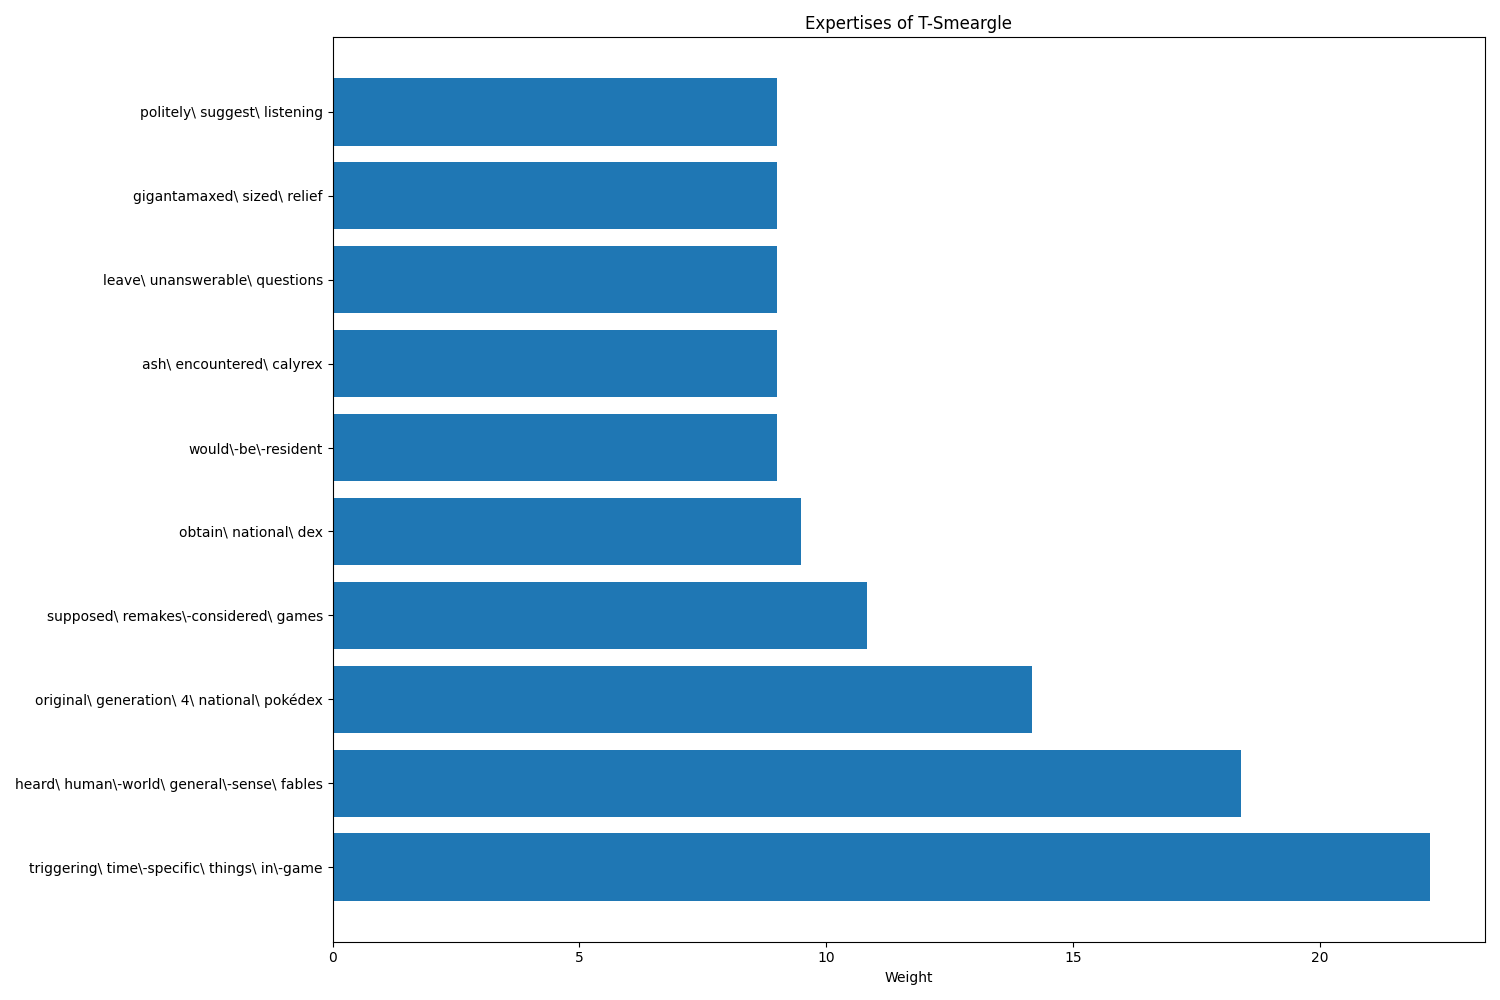 Expertises of T-Smeargle
politely\ suggest\ listening
gigantamaxed\ sized\ relief
leave\ unanswerable\ questions
ash\ encountered\ calyrex
would\-be\-resident
obtain\ national\ dex
supposed\ remakes\-considered\ games
original\ generation\ 4\ national\ pokédex
heard\ human\-world\ general\-sense\ fables
triggering\ time\-specific\ things\ in\-game
0 5 10 15 20
Weight